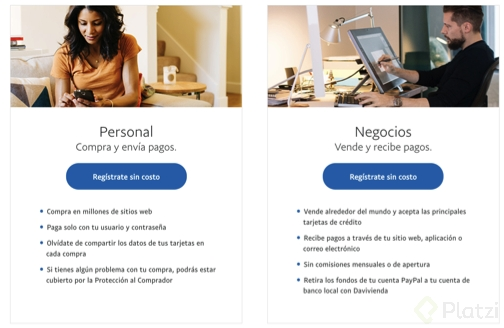 Personal
Compra y envía pagos.
Regístrate sin costo
Compra en millones de sitios web
Paga solo con tu usuario y contraseña
Olvídate de compartir los datos de tus tarjetas en
cada compra
Si tienes algún problema con tu compra, podrás estar
cubierto por la Protección al Comprador
Negocios
Vende y recibe pagos.
Regístrate sin costo
Vende alrededor del mundo y acepta las principales
tarjetas de crédito
Recibe pagos a través de tu sitio web, aplicación o
correo electrónico
Sin comisiones mensuales o de apertura
Retira los fondos de tu cuenta PayPal a tu cuenta de
banco local con Davivienda
Platzi